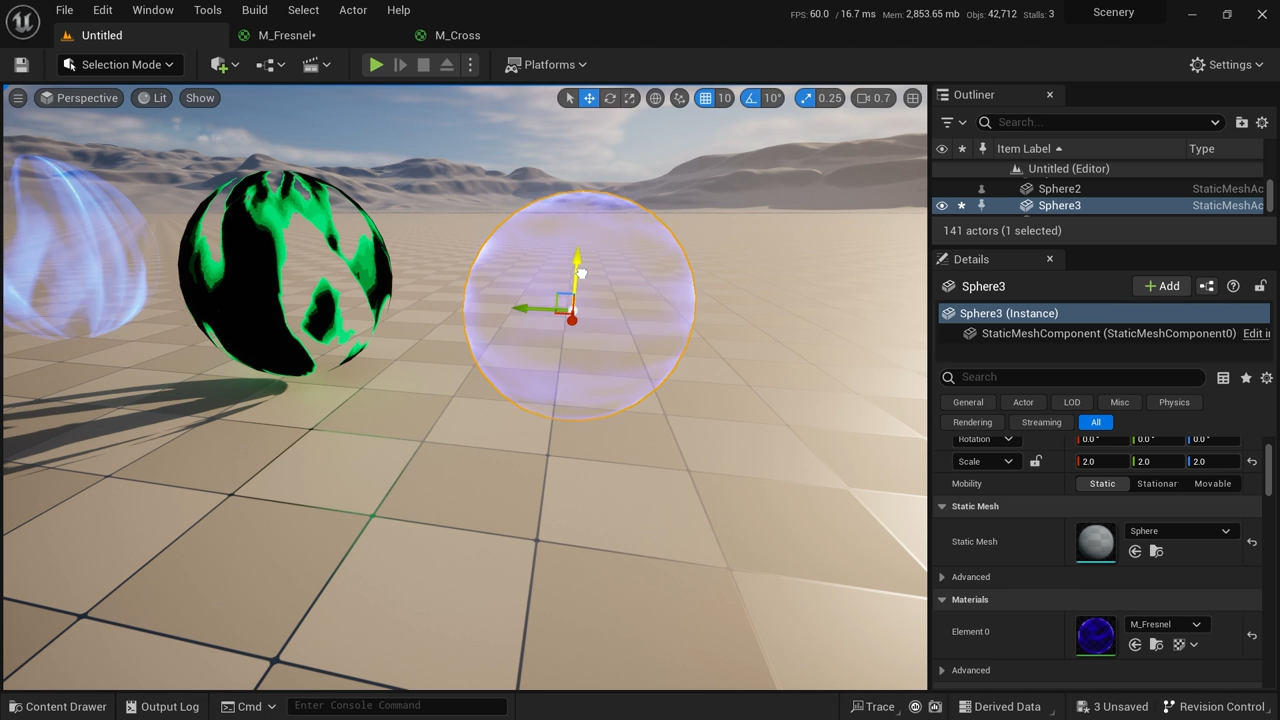 File Edit Window Tools Build Select Actor Help
FPS: 60.0 / 16.7 ms Mem: 2,853.65 mb Objs: 42,712 Stalls: 3
Scenery
Untitled
M_Fresnel*
M_Cross
Selection Mode
Platforms
Settings
Perspective
Lit
Show
10
10°
0.25
0.7
Outliner
Search...
Item Label
Type
Untitled (Editor)
Sphere2
StaticMeshAc
Sphere3
StaticMeshAc
141 actors (1 selected)
Details
Sphere3
Add
Sphere3 (Instance)
StaticMeshComponent (StaticMeshComponent0)
Edit i
Search
General
Actor
LOD
Misc
Physics
Rendering
Streaming
All
Rotation
0.0°
0.0°
0.0°
Scale
2.0
2.0
2.0
Mobility
Static
Stationar
Movable
Static Mesh
Static Mesh
Sphere
Advanced
Materials
Element 0
M_Fresnel
Advanced
Content Drawer
Output Log
Cmd
Enter Console Command
Trace
Derived Data
3 Unsaved
Revision Control